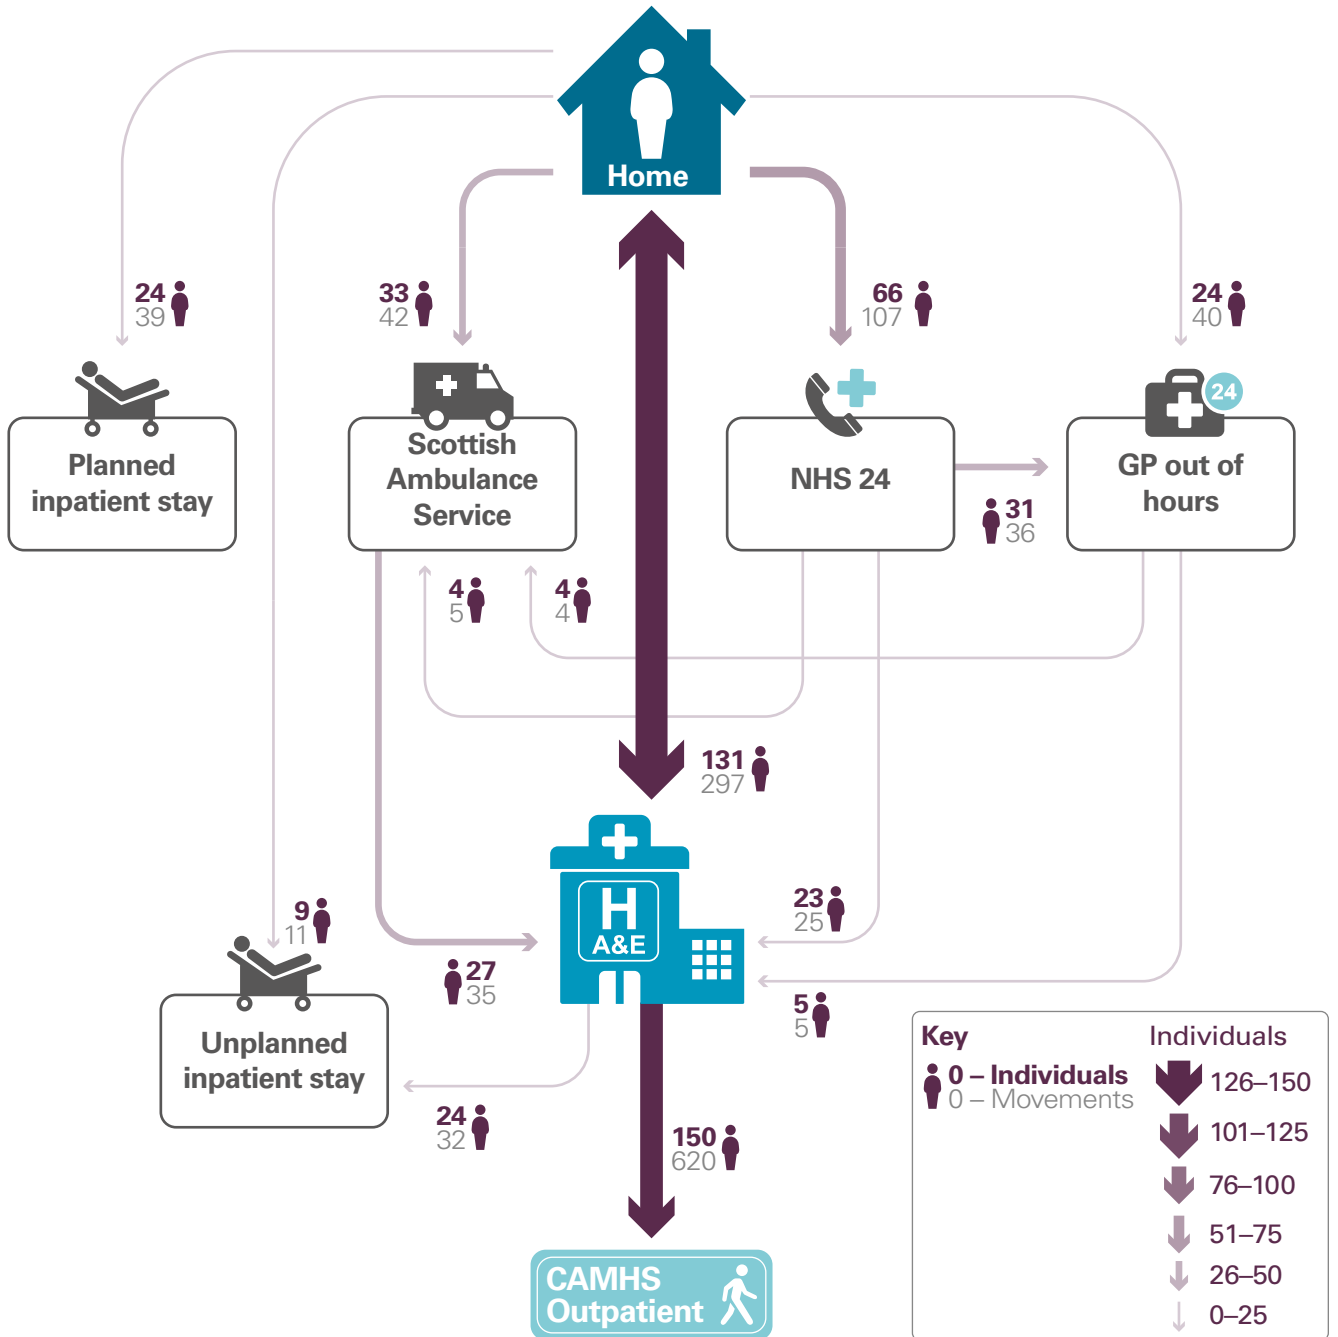 Home
24
39
33
42
66
107
24
40
24
Planned
inpatient stay
Scottish
Ambulance
Service
NHS 24
GP out of
hours
31
36
4
5
4
4
131
297
H
A&E
9
11
23
25
27
35
5
5
Unplanned
inpatient stay
24
32
150
620
CAMHS
Outpatient
Key
0 – Individuals
0 – Movements
Individuals
126–150
101–125
76–100
51–75
26–50
0–25